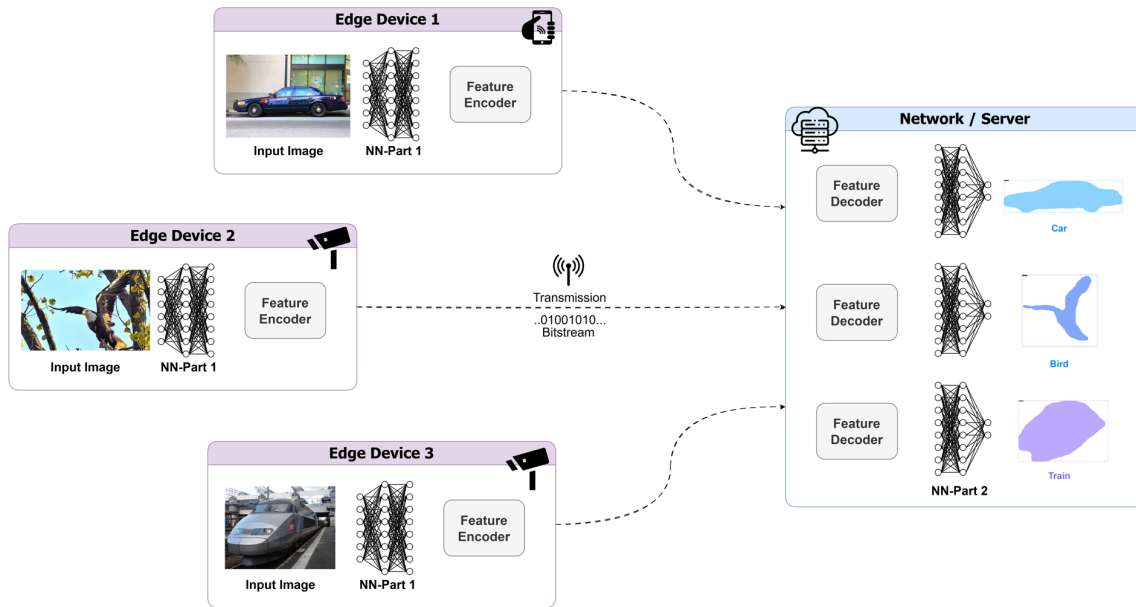 Edge Device 1
Feature
Encoder
Input Image
NN-Part 1
Edge Device 2
Feature
Encoder
Input Image
NN-Part 1
Transmission
..01001010...
Bitstream
Edge Device 3
Feature
Encoder
Input Image
NN-Part 1
Network / Server
Feature
Decoder
Car
Feature
Decoder
Bird
Feature
Decoder
Train
NN-Part 2